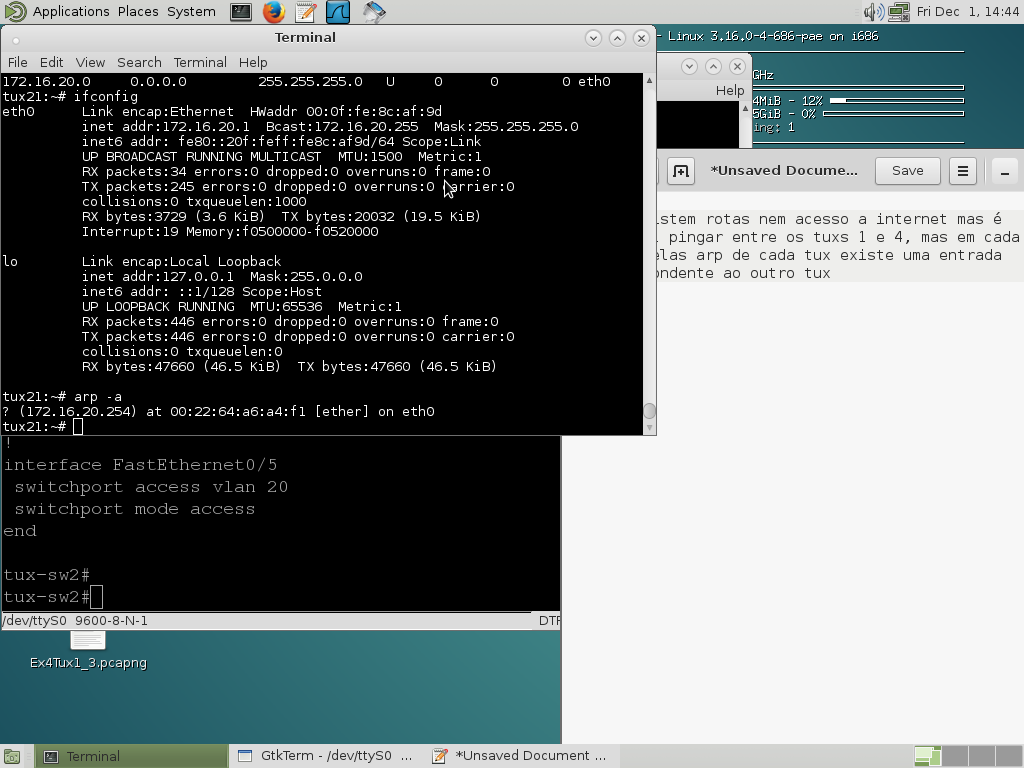 Applications Places System
Fri Dec 1, 14:44
Terminal
File Edit View Search Terminal Help
172.16.20.0 0.0.0.0 255.255.255.0 U 0 0 0 eth0
tux21:~# ifconfig
eth0 Link encap:Ethernet HWaddr 00:0f:fe:8c:af:9d
inet addr:172.16.20.1 Bcast:172.16.20.255 Mask:255.255.255.0
inet6 addr: fe80::20f:feff:fe8c:af9d/64 Scope:Link
UP BROADCAST RUNNING MULTICAST MTU:1500 Metric:1
RX packets:34 errors:0 dropped:0 overruns:0 frame:0
TX packets:245 errors:0 dropped:0 overruns:0 carrier:0
collisions:0 txqueuelen:1000
RX bytes:3729 (3.6 KiB) TX bytes:20032 (19.5 KiB)
Interrupt:19 Memory:f0500000-f0520000
lo Link encap:Local Loopback
inet addr:127.0.0.1 Mask:255.0.0.0
inet6 addr: ::1/128 Scope:Host
UP LOOPBACK RUNNING MTU:65536 Metric:1
RX packets:446 errors:0 dropped:0 overruns:0 frame:0
TX packets:446 errors:0 dropped:0 overruns:0 carrier:0
collisions:0 txqueuelen:0
RX bytes:47660 (46.5 KiB) TX bytes:47660 (46.5 KiB)
tux21:~# arp -a
? (172.16.20.254) at 00:22:64:a6:a4:f1 [ether] on eth0
tux21:~#
- Linux 3.16.0-4-686-pae on i686
GHz
4MiB - 12%
5GiB - 0%
ing: 1
Help
*Unsaved Docume...
Save
istem rotas nem acesso a internet mas é
l pingar entre os tuxs 1 e 4, mas em cada
elas arp de cada tux existe uma entrada
ondente ao outro tux
!
interface FastEthernet0/5
switchport access vlan 20
switchport mode access
end
tux-sw2#
tux-sw2#
/dev/ttyS0 9600-8-N-1
DTR
Ex4Tux1_3.pcapng
Terminal
GtkTerm - /dev/ttyS0 ...
*Unsaved Document ...